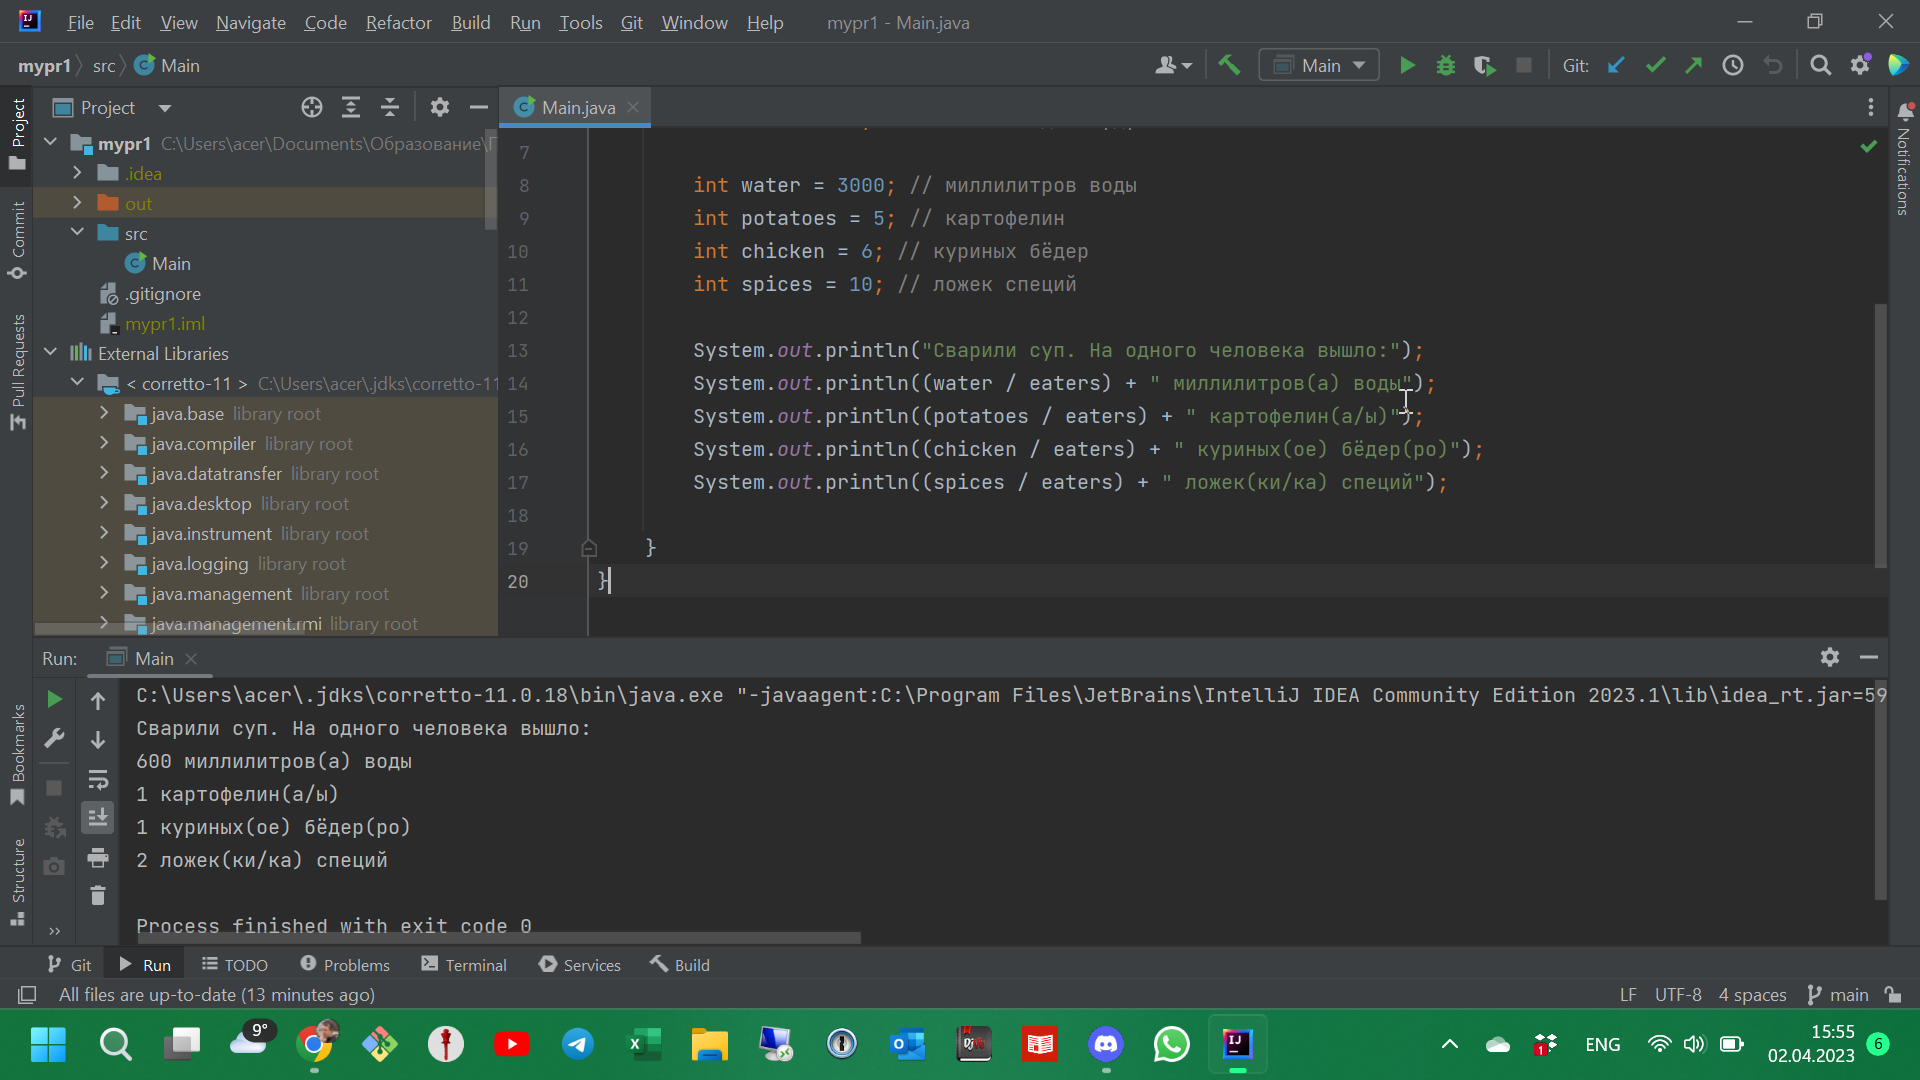 File Edit View Navigate Code Refactor Build Run Tools Git Window Help mypr1 - Main.java
mypr1 src Main
Main Git:
Project
Main.java
mypr1 C:\Users\acer\Documents\Образование\
.idea
out
src
Main
.gitignore
mypr1.iml
External Libraries
< corretto-11 > C:\Users\acer\.jdks\corretto-11
java.base library root
java.compiler library root
java.datatransfer library root
java.desktop library root
java.instrument library root
java.logging library root
java.management library root
java.management.rmi library root
Project
Commit
Pull Requests
Bookmarks
Structure
Notifications
7
8 int water = 3000; // миллилитров воды
9 int potatoes = 5; // картофелин
10 int chicken = 6; // куриных бёдер
11 int spices = 10; // ложек специй
12
13 System.out.println("Сварили суп. На одного человека вышло:");
14 System.out.println((water / eaters) + " миллилитров(а) воды");
15 System.out.println((potatoes / eaters) + " картофелин(а/ы)");
16 System.out.println((chicken / eaters) + " куриных(ое) бёдер(ро)");
17 System.out.println((spices / eaters) + " ложек(ки/ка) специй");
18
19 }
20 }
Run: Main
C:\Users\acer\.jdks\corretto-11.0.18\bin\java.exe "-javaagent:C:\Program Files\JetBrains\IntelliJ IDEA Community Edition 2023.1\lib\idea_rt.jar=59
Сварили суп. На одного человека вышло:
600 миллилитров(а) воды
1 картофелин(а/ы)
1 куриных(ое) бёдер(ро)
2 ложек(ки/ка) специй
Process finished with exit code 0
Git Run TODO Problems Terminal Services Build
All files are up-to-date (13 minutes ago) LF UTF-8 4 spaces main
9° ENG 15:55
02.04.2023 6